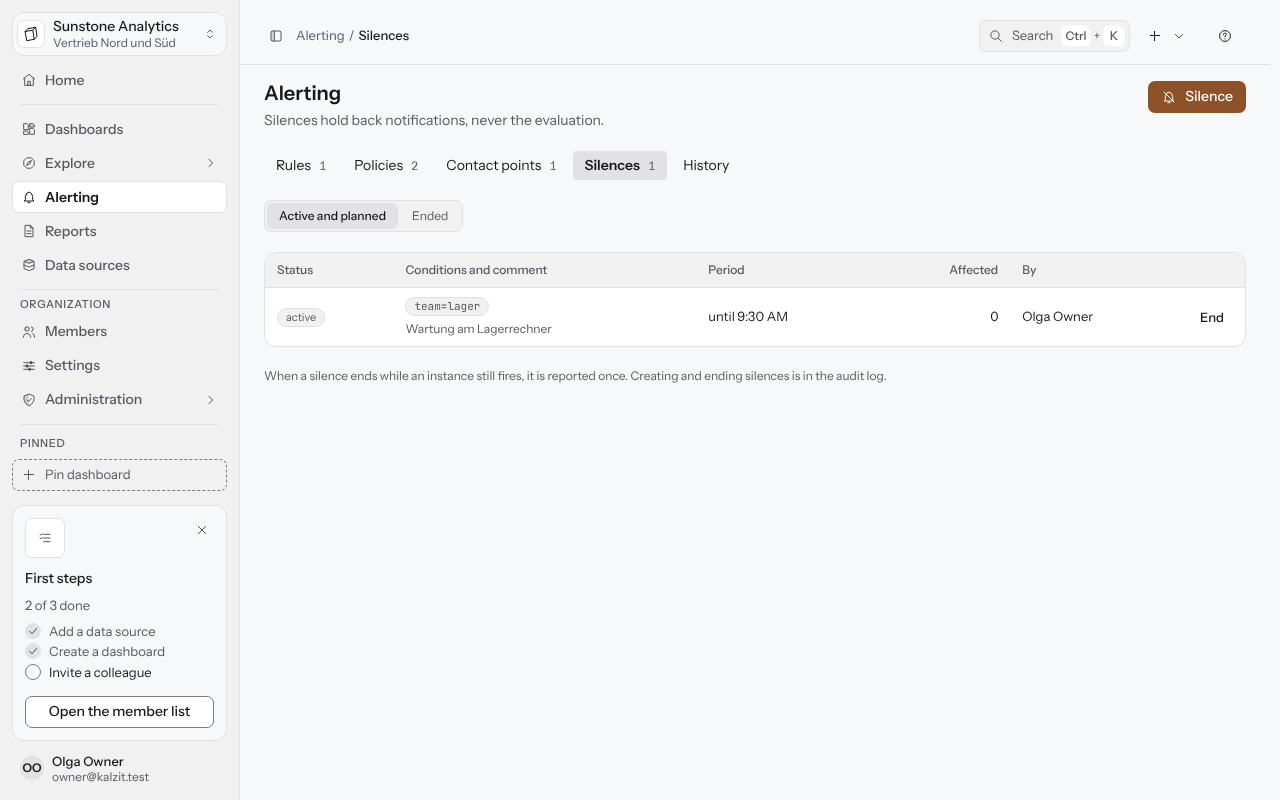 Sunstone Analytics
Vertrieb Nord und Süd
Home
Dashboards
Explore
Alerting
Reports
Data sources
ORGANIZATION
Members
Settings
Administration
PINNED
Pin dashboard
First steps
2 of 3 done
Add a data source
Create a dashboard
Invite a colleague
Open the member list
OO
Olga Owner
owner@kalzit.test
Alerting / Silences
Search Ctrl + K
Alerting
Silences hold back notifications, never the evaluation.
Silence
Rules 1 Policies 2 Contact points 1 Silences 1 History
Active and planned Ended
Status Conditions and comment Period Affected By
active team=lager until 9:30 AM 0 Olga Owner End
Wartung am Lagerrechner
When a silence ends while an instance still fires, it is reported once. Creating and ending silences is in the audit log.